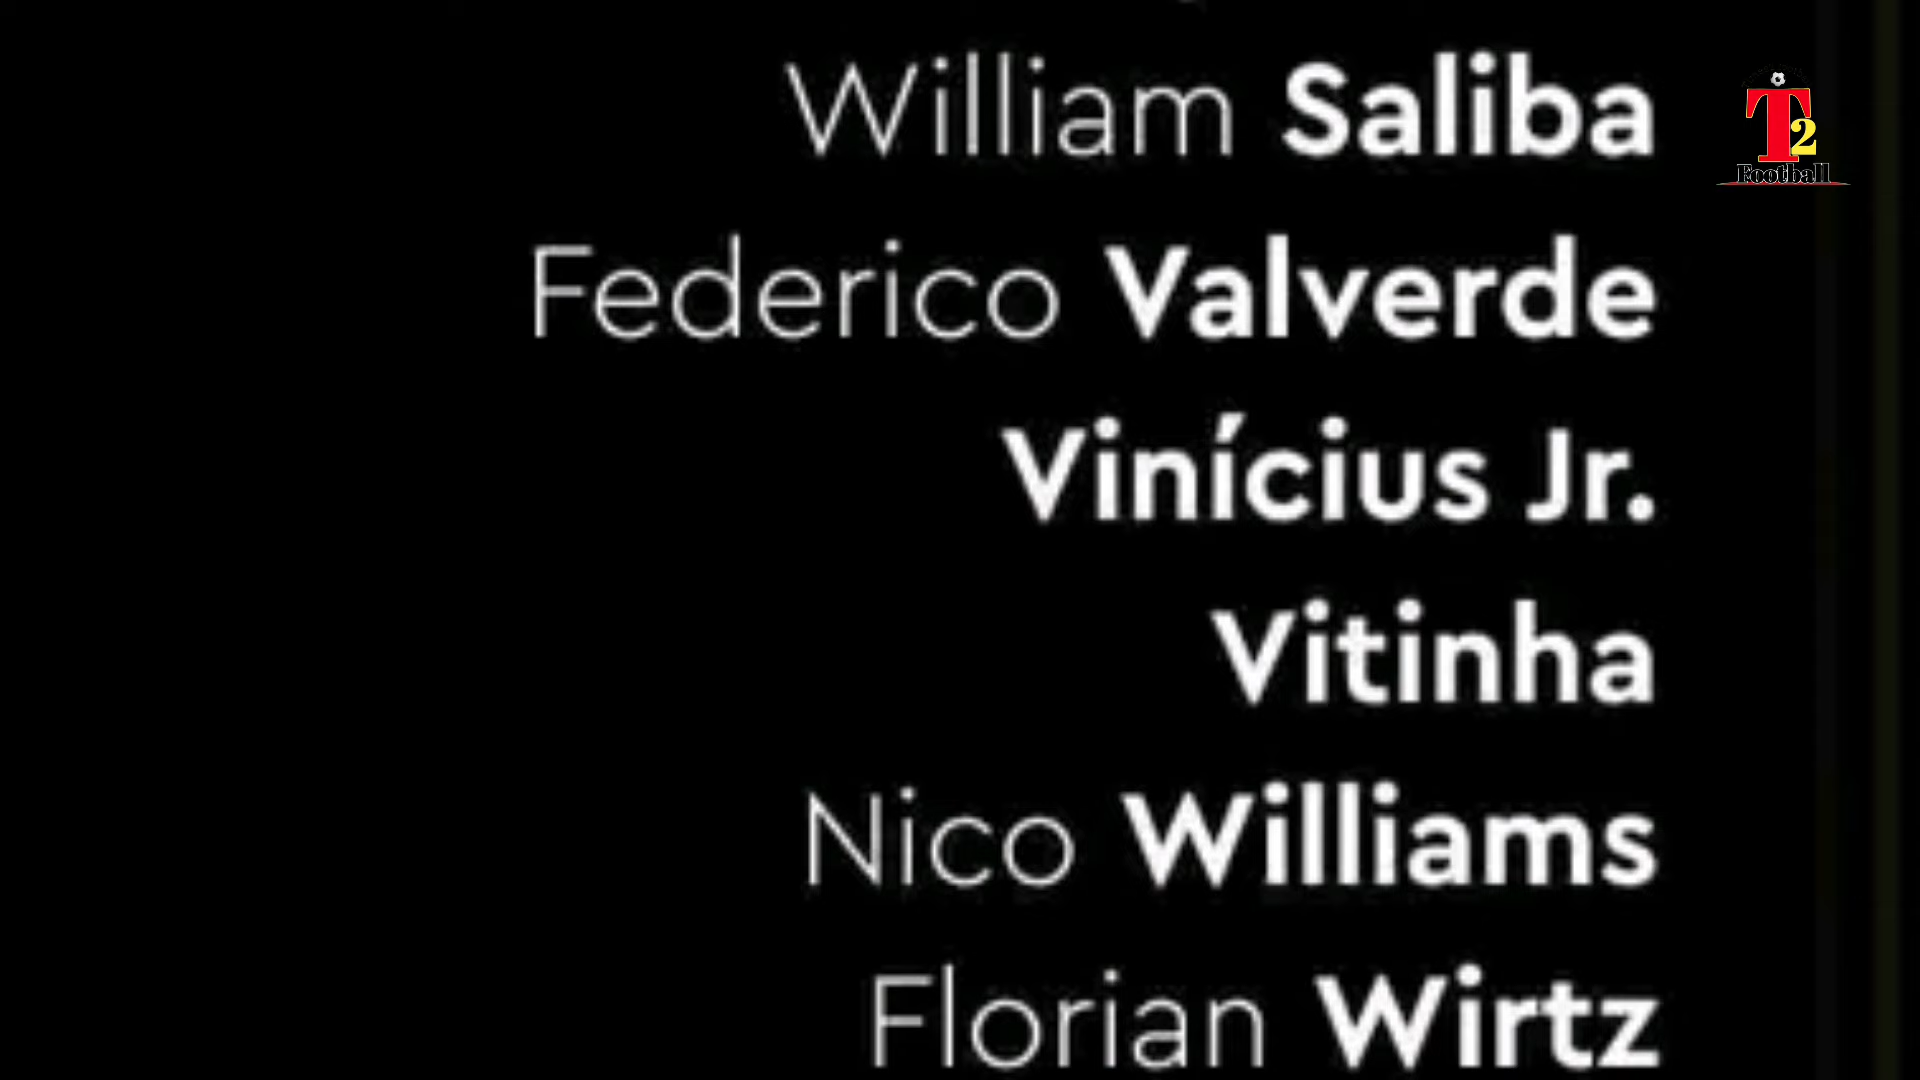 William Saliba
T2
Football
Federico Valverde
Vinícius Jr.
Vitinha
Nico Williams
Florian Wirtz